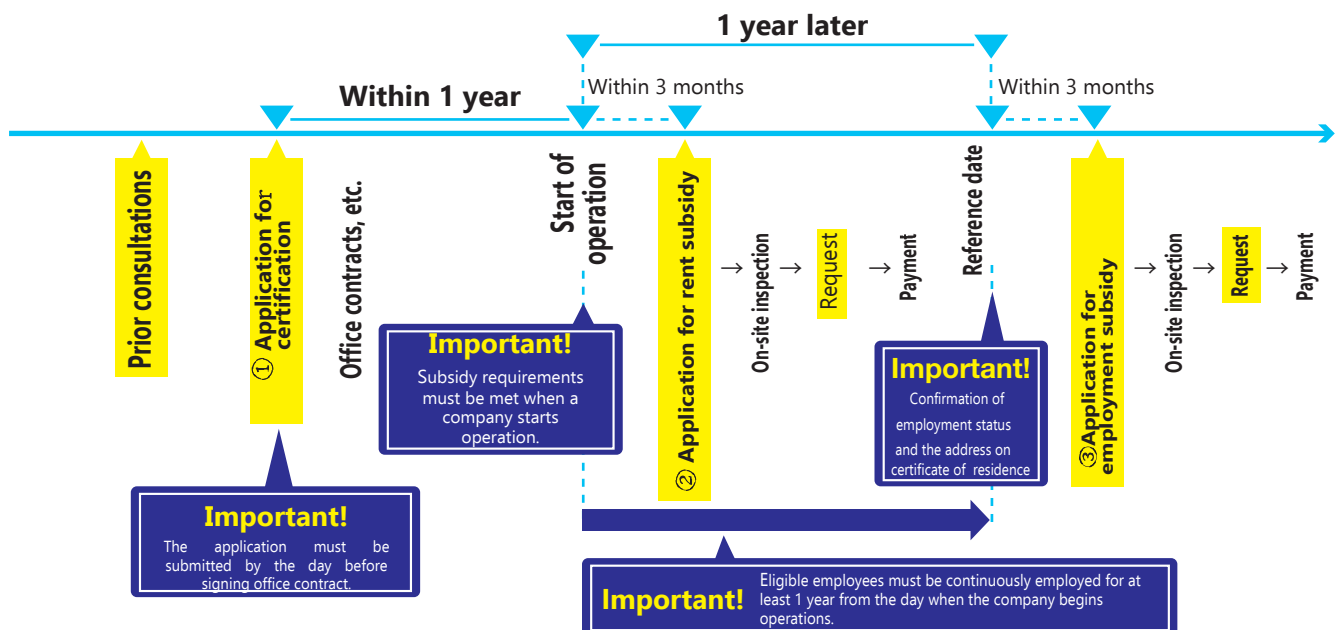 1 year later
Within 1 year
Within 3 months
Within 3 months
Prior consultations
① Application for
certification
Office contracts, etc.
Start of
operation
② Application for rent subsidy
→ On-site inspection → Request → Payment
Reference date
③Application for
employment subsidy
→ On-site inspection → Request → Payment
Important!
Subsidy requirements
must be met when a
company starts
operation.
Important!
Confirmation of
employment status
and the address on
certificate of residence
Important!
The application must be
submitted by the day before
signing office contract.
Important!
Eligible employees must be continuously employed for at
least 1 year from the day when the company begins
operations.